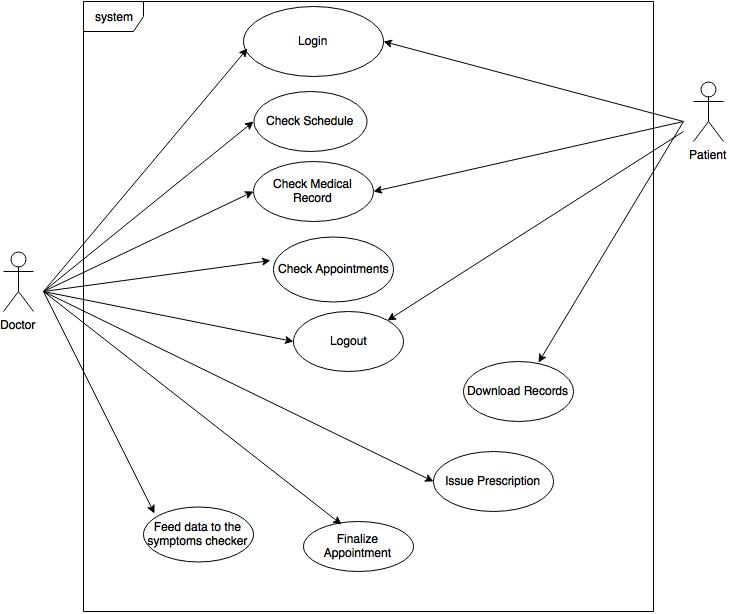 system
Login
Check Schedule
Patient
Check Medical
Record
Check Appointments
Doctor
Logout
Download Records
Issue Prescription
Feed data to the
symptoms checker
Finalize
Appointment